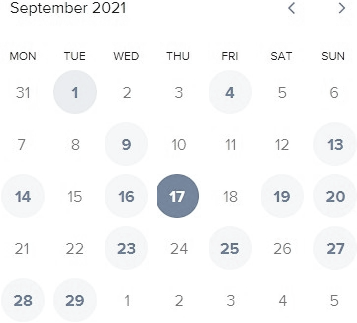 September 2021
MON TUE WED THU FRI SAT SUN
31 1 2 3 4 5 6
7 8 9 10 11 12 13
14 15 16 17 18 19 20
21 22 23 24 25 26 27
28 29 1 2 3 4 5